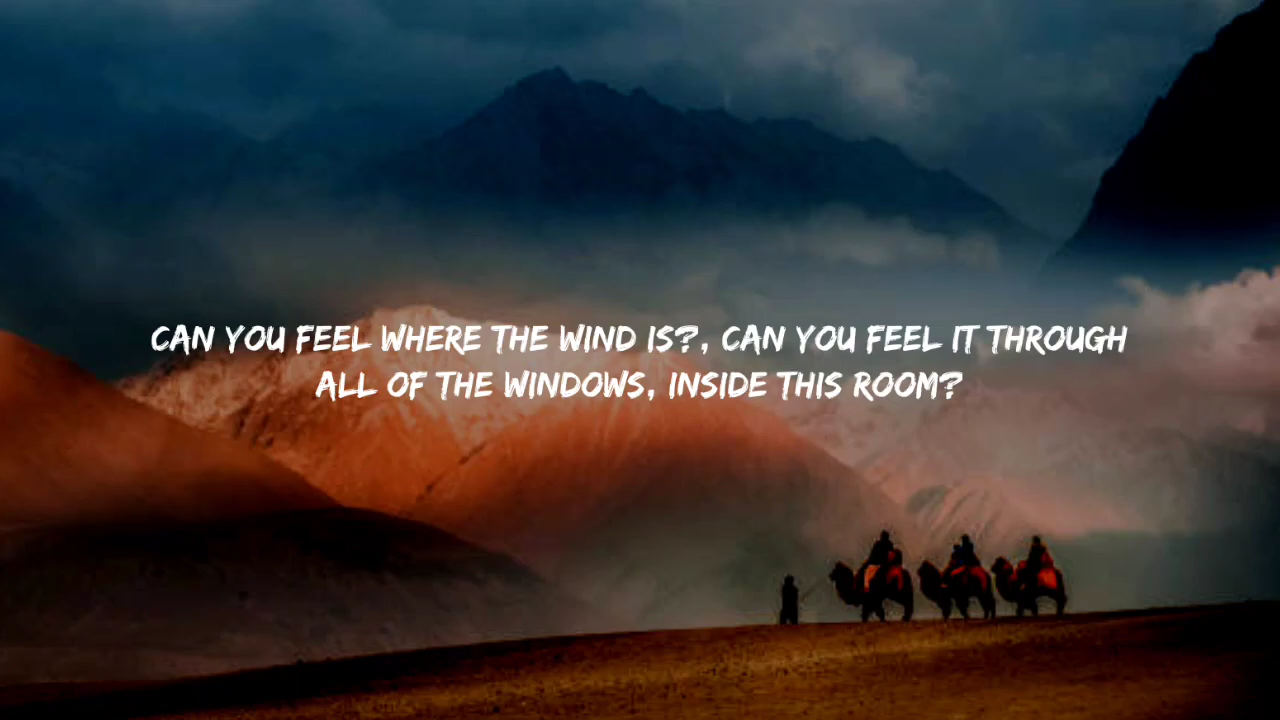 CAN YOU FEEL WHERE THE WIND IS?, CAN YOU FEEL IT THROUGH
ALL OF THE WINDOWS, INSIDE THIS ROOM?